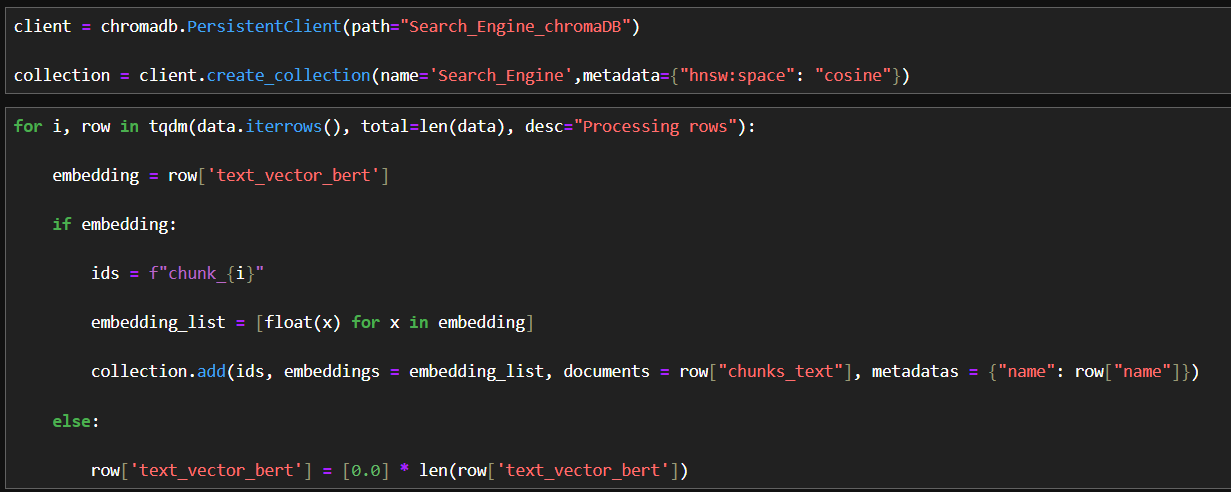 client = chromadb.PersistentClient(path="Search_Engine_chromaDB")
collection = client.create_collection(name='Search_Engine',metadata={"hnsw:space": "cosine"})
for i, row in tqdm(data.iterrows(), total=len(data), desc="Processing rows"):
    embedding = row['text_vector_bert']
    if embedding:
        ids = f"chunk_{i}"
        embedding_list = [float(x) for x in embedding]
        collection.add(ids, embeddings = embedding_list, documents = row["chunks_text"], metadatas = {"name": row["name"]})
    else:
        row['text_vector_bert'] = [0.0] * len(row['text_vector_bert'])